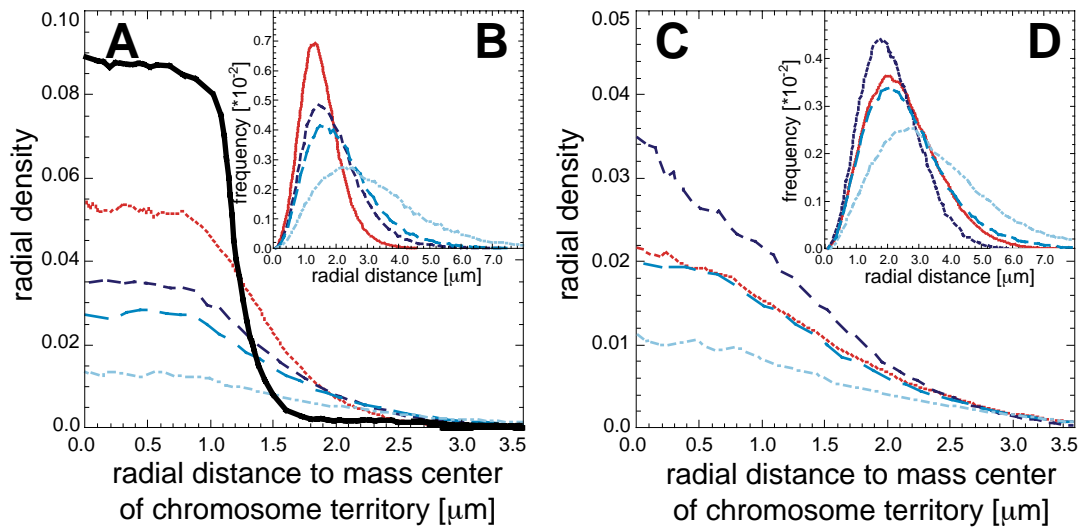 A
B
C
D
radial density
0.10
0.08
0.06
0.04
0.02
0.0
0.0 0.5 1.0 1.5 2.0 2.5 3.0 3.5
radial distance to mass center
of chromosome territory [μm]
frequency [*10⁻²]
0.7
0.5
0.4
0.3
0.1
0.0
0.0 1.0 2.0 3.0 4.0 5.0 6.0 7.0
radial distance [μm]
radial density
0.05
0.04
0.03
0.02
0.01
0.0
0.0 0.5 1.0 1.5 2.0 2.5 3.0 3.5
radial distance to mass center
of chromosome territory [μm]
frequency [*10⁻²]
0.4
0.3
0.2
0.1
0.0
0.0 1.0 2.0 3.0 4.0 5.0 6.0 7.0
radial distance [μm]